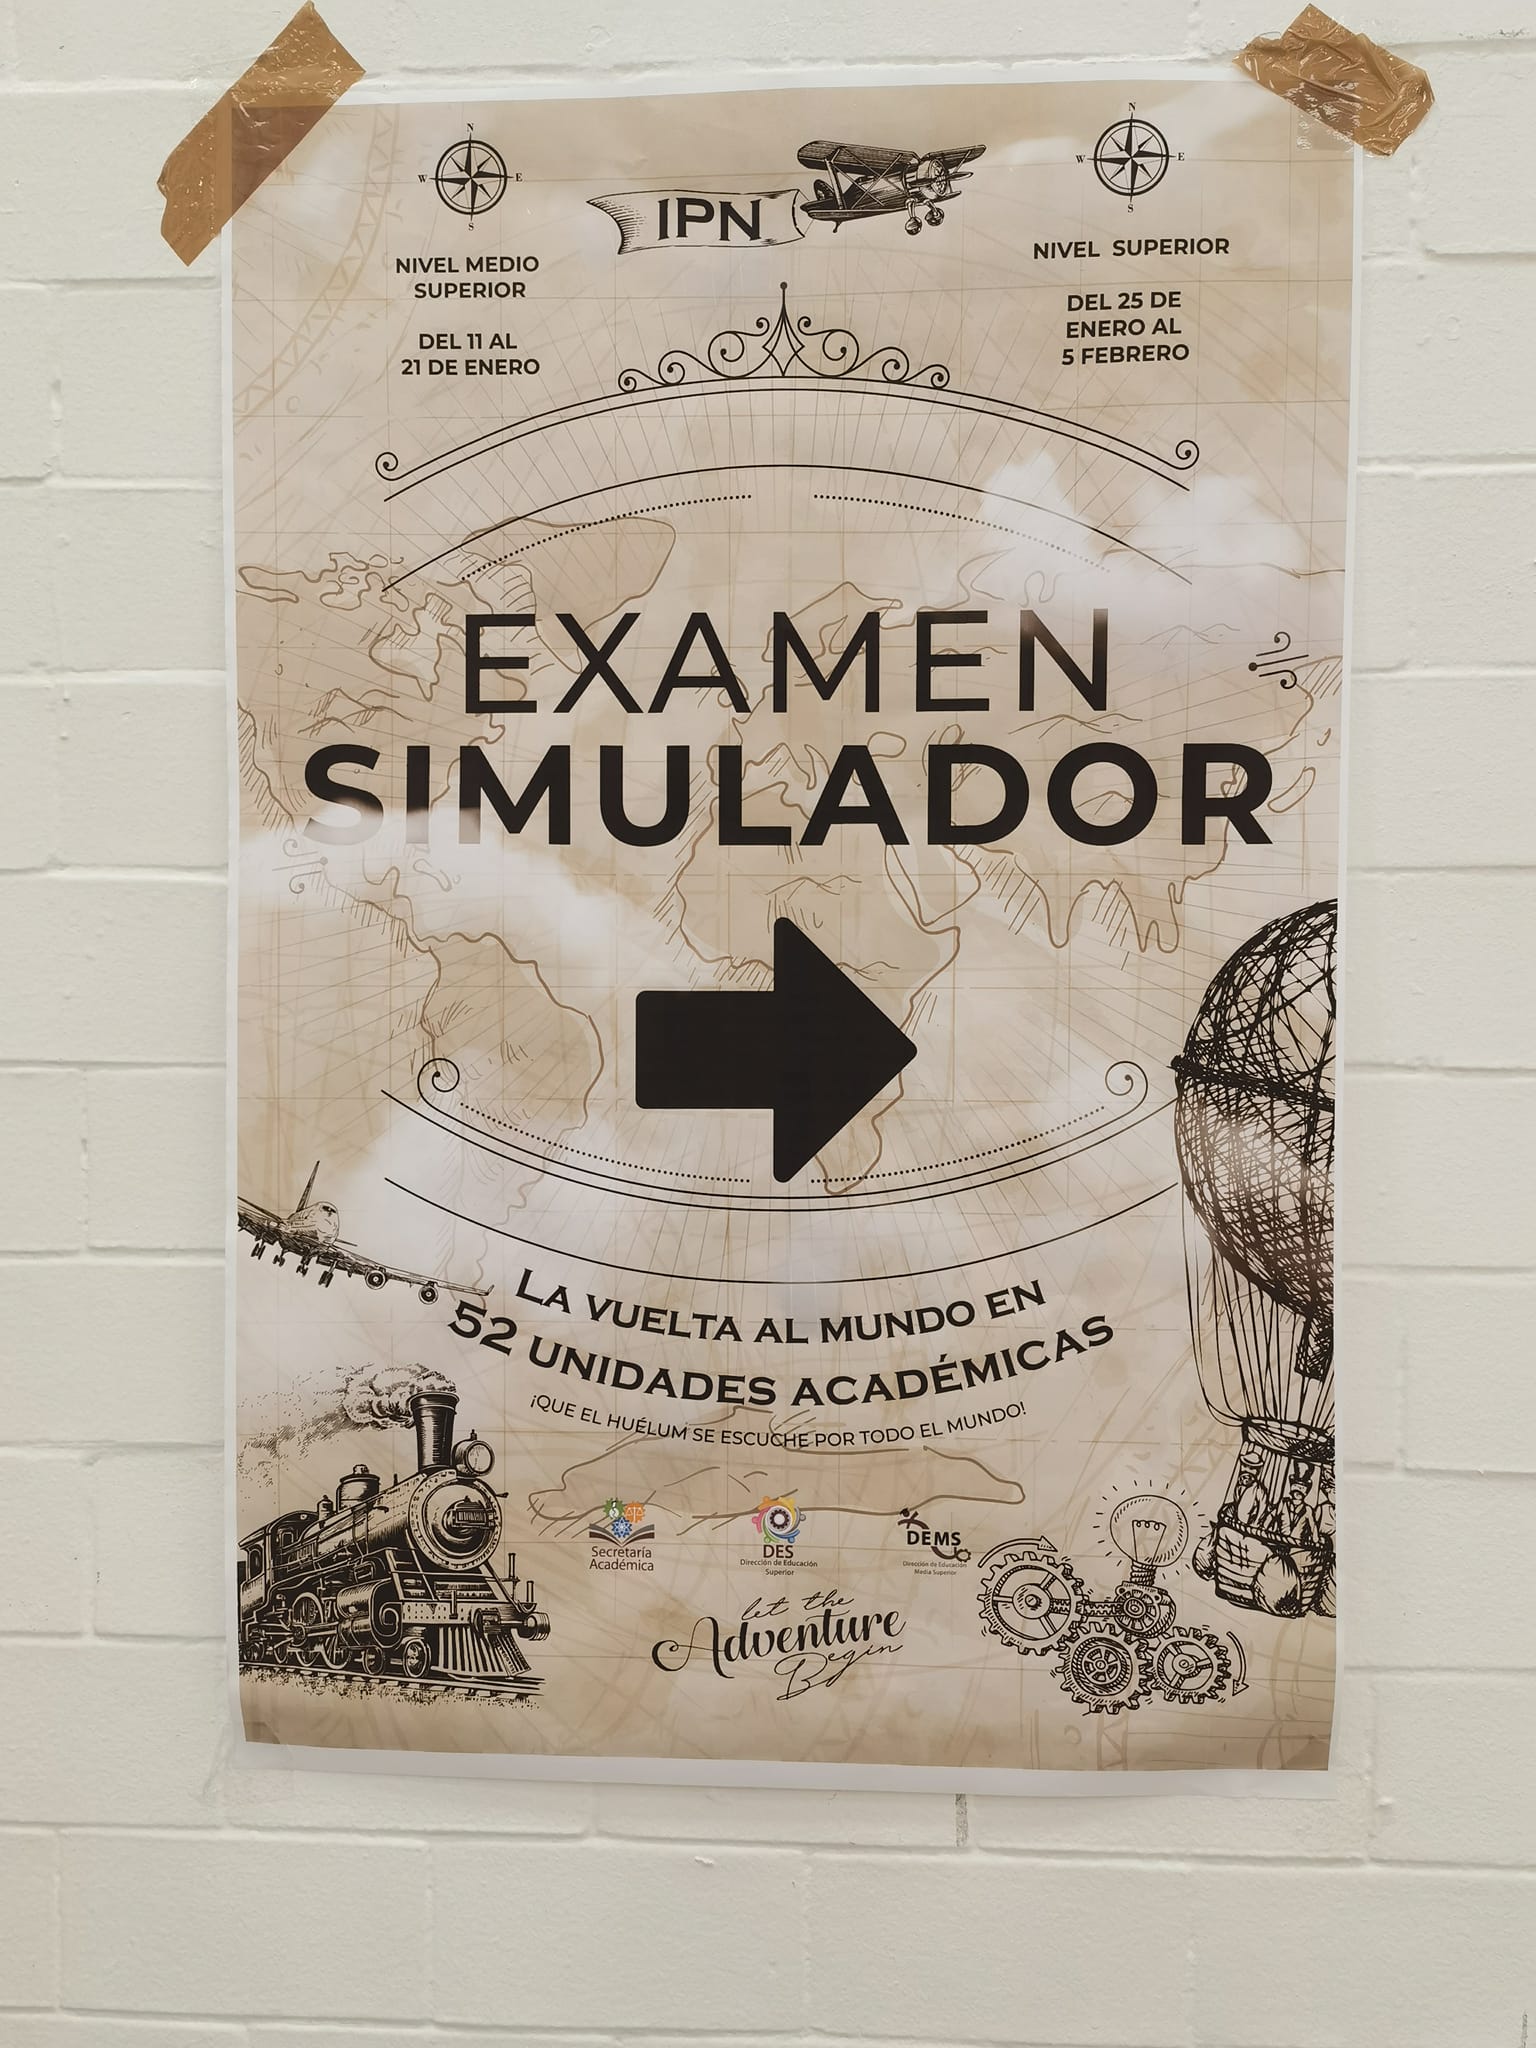 N
W E
S
NIVEL MEDIO
SUPERIOR
DEL 11 AL
21 DE ENERO
IPN
N
W E
S
NIVEL SUPERIOR
DEL 25 DE
ENERO AL
5 FEBRERO
EXAMEN
SIMULADOR
LA VUELTA AL MUNDO EN
52 UNIDADES ACADÉMICAS
¡QUE EL HUÉLUM SE ESCUCHE POR TODO EL MUNDO!
Secretaría
Académica
DES
Dirección de Educación
Superior
DEMS
Dirección de Educación
Media Superior
let the
Adventure
Begin